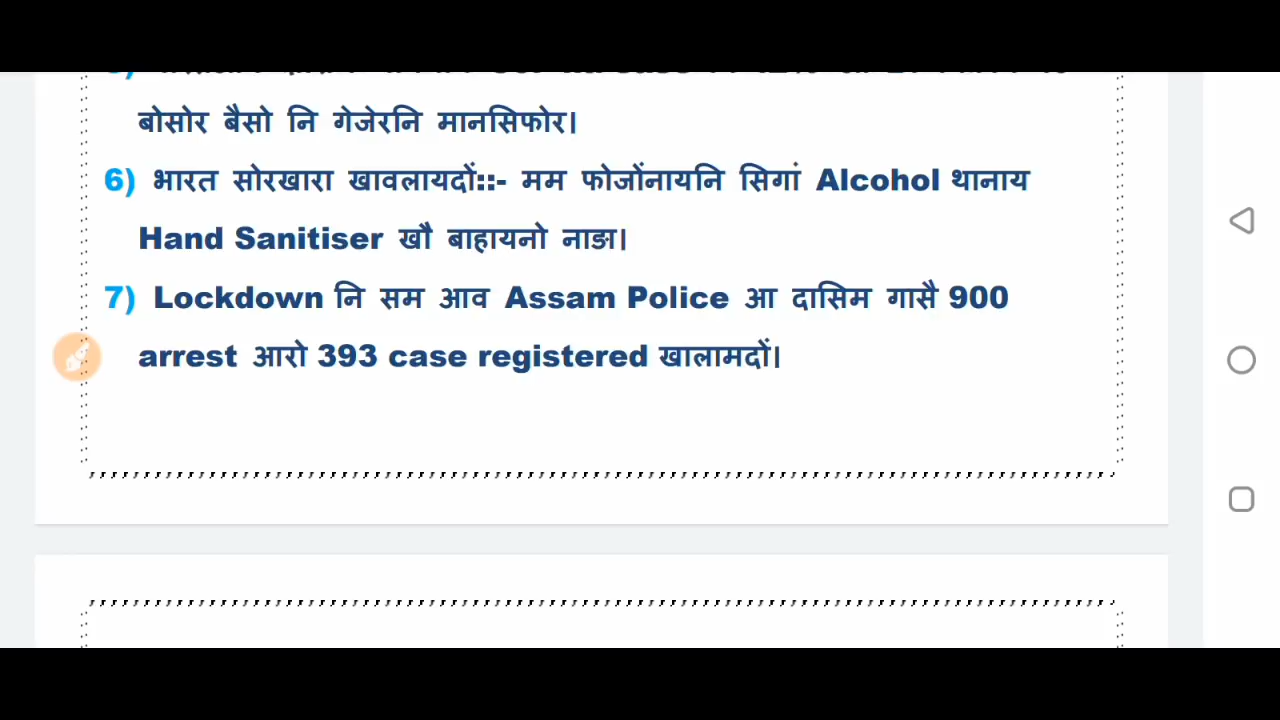 बोसोर बैसो नि गेजेरनि मानसिफोर।
6) भारत सोरखारा खावलायदों::- मम फोजोंनायनि सिगां Alcohol थानाय
Hand Sanitiser खौ बाहायनो नाङा।
7) Lockdown नि सम आव Assam Police आ दासिम गासै 900
arrest आरो 393 case registered खालामदों।